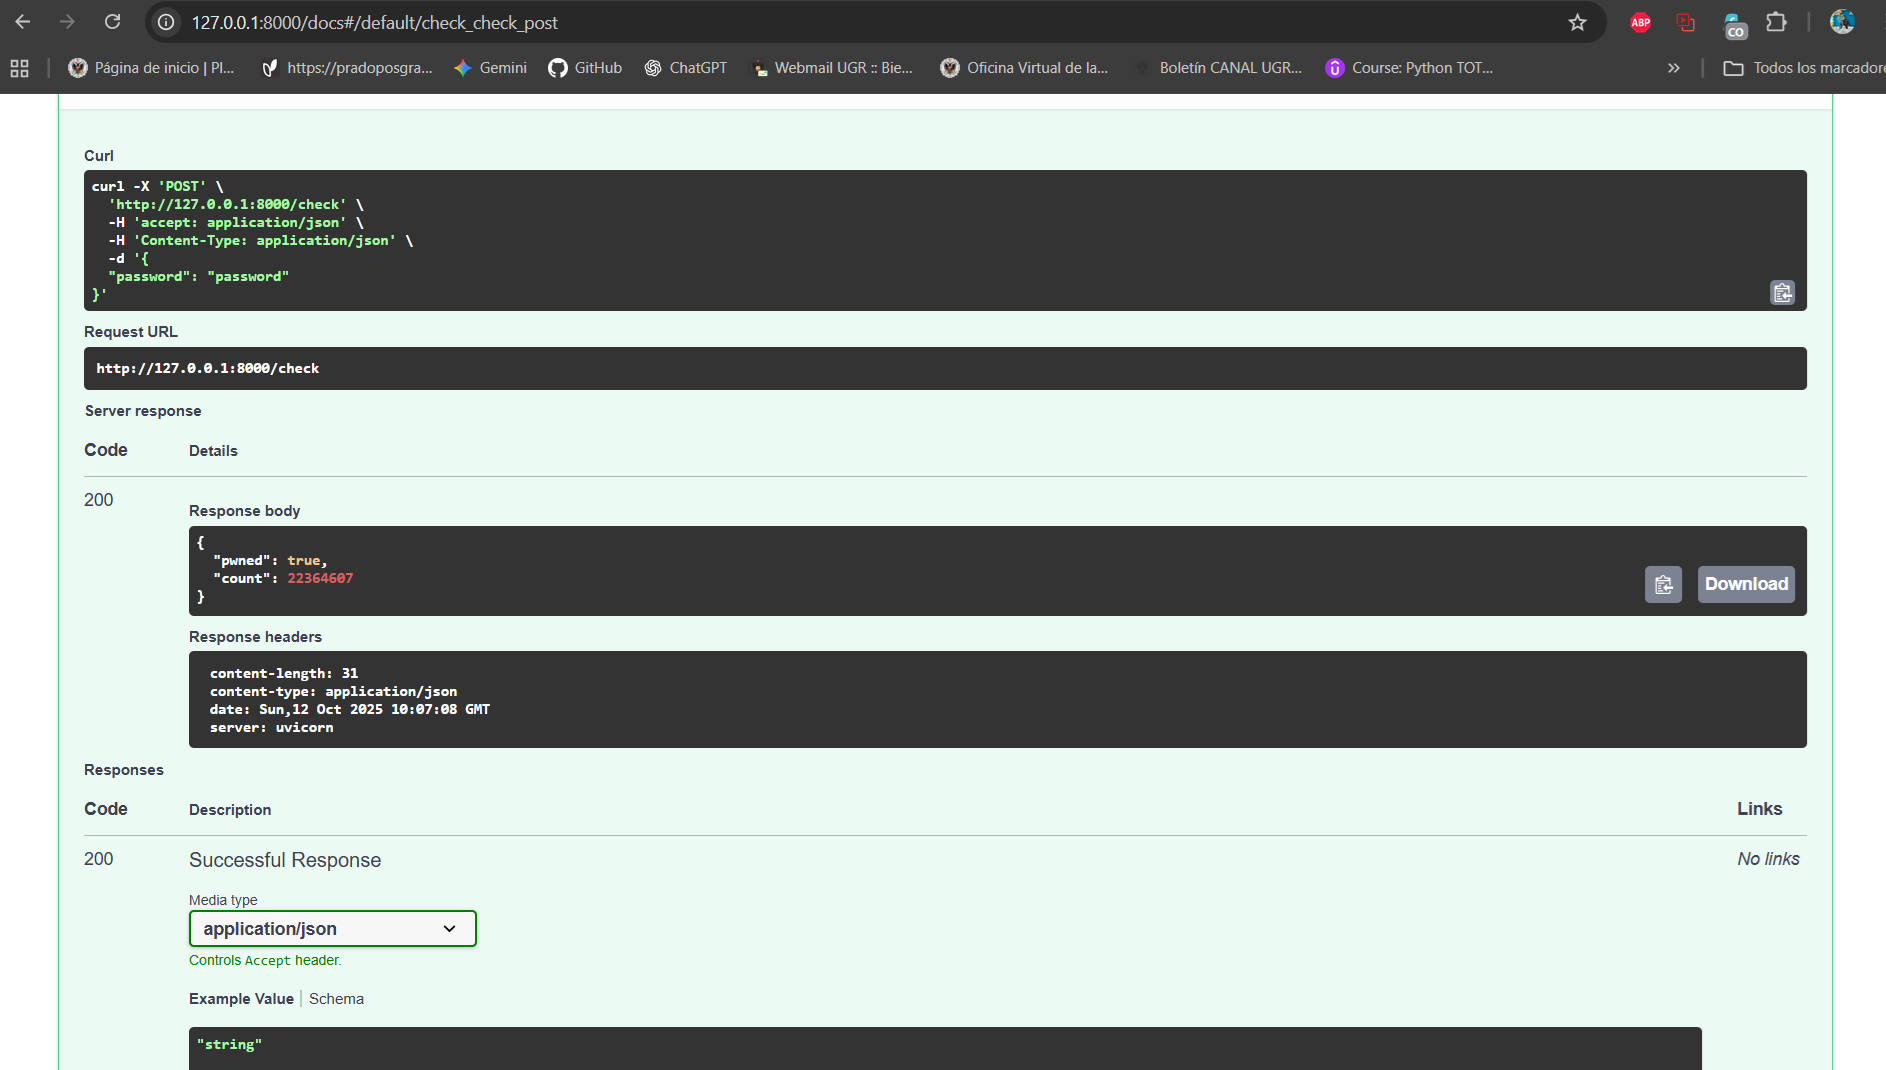 127.0.0.1:8000/docs#/default/check_check_post
ABP
CO
Página de inicio | Pl...
https://pradoposgra...
Gemini
GitHub
ChatGPT
Webmail UGR :: Bie...
Oficina Virtual de la...
Boletín CANAL UGR...
Course: Python TOT...
»
Todos los marcadore
Curl
curl -X 'POST' \
'http://127.0.0.1:8000/check' \
-H 'accept: application/json' \
-H 'Content-Type: application/json' \
-d '{
"password": "password"
}'
Request URL
http://127.0.0.1:8000/check
Server response
Code Details
200
Response body
{
"pwned": true,
"count": 22364607
}
Download
Response headers
content-length: 31
content-type: application/json
date: Sun,12 Oct 2025 10:07:08 GMT
server: uvicorn
Responses
Code Description Links
200 Successful Response No links
Media type
application/json
Controls Accept header.
Example Value | Schema
"string"